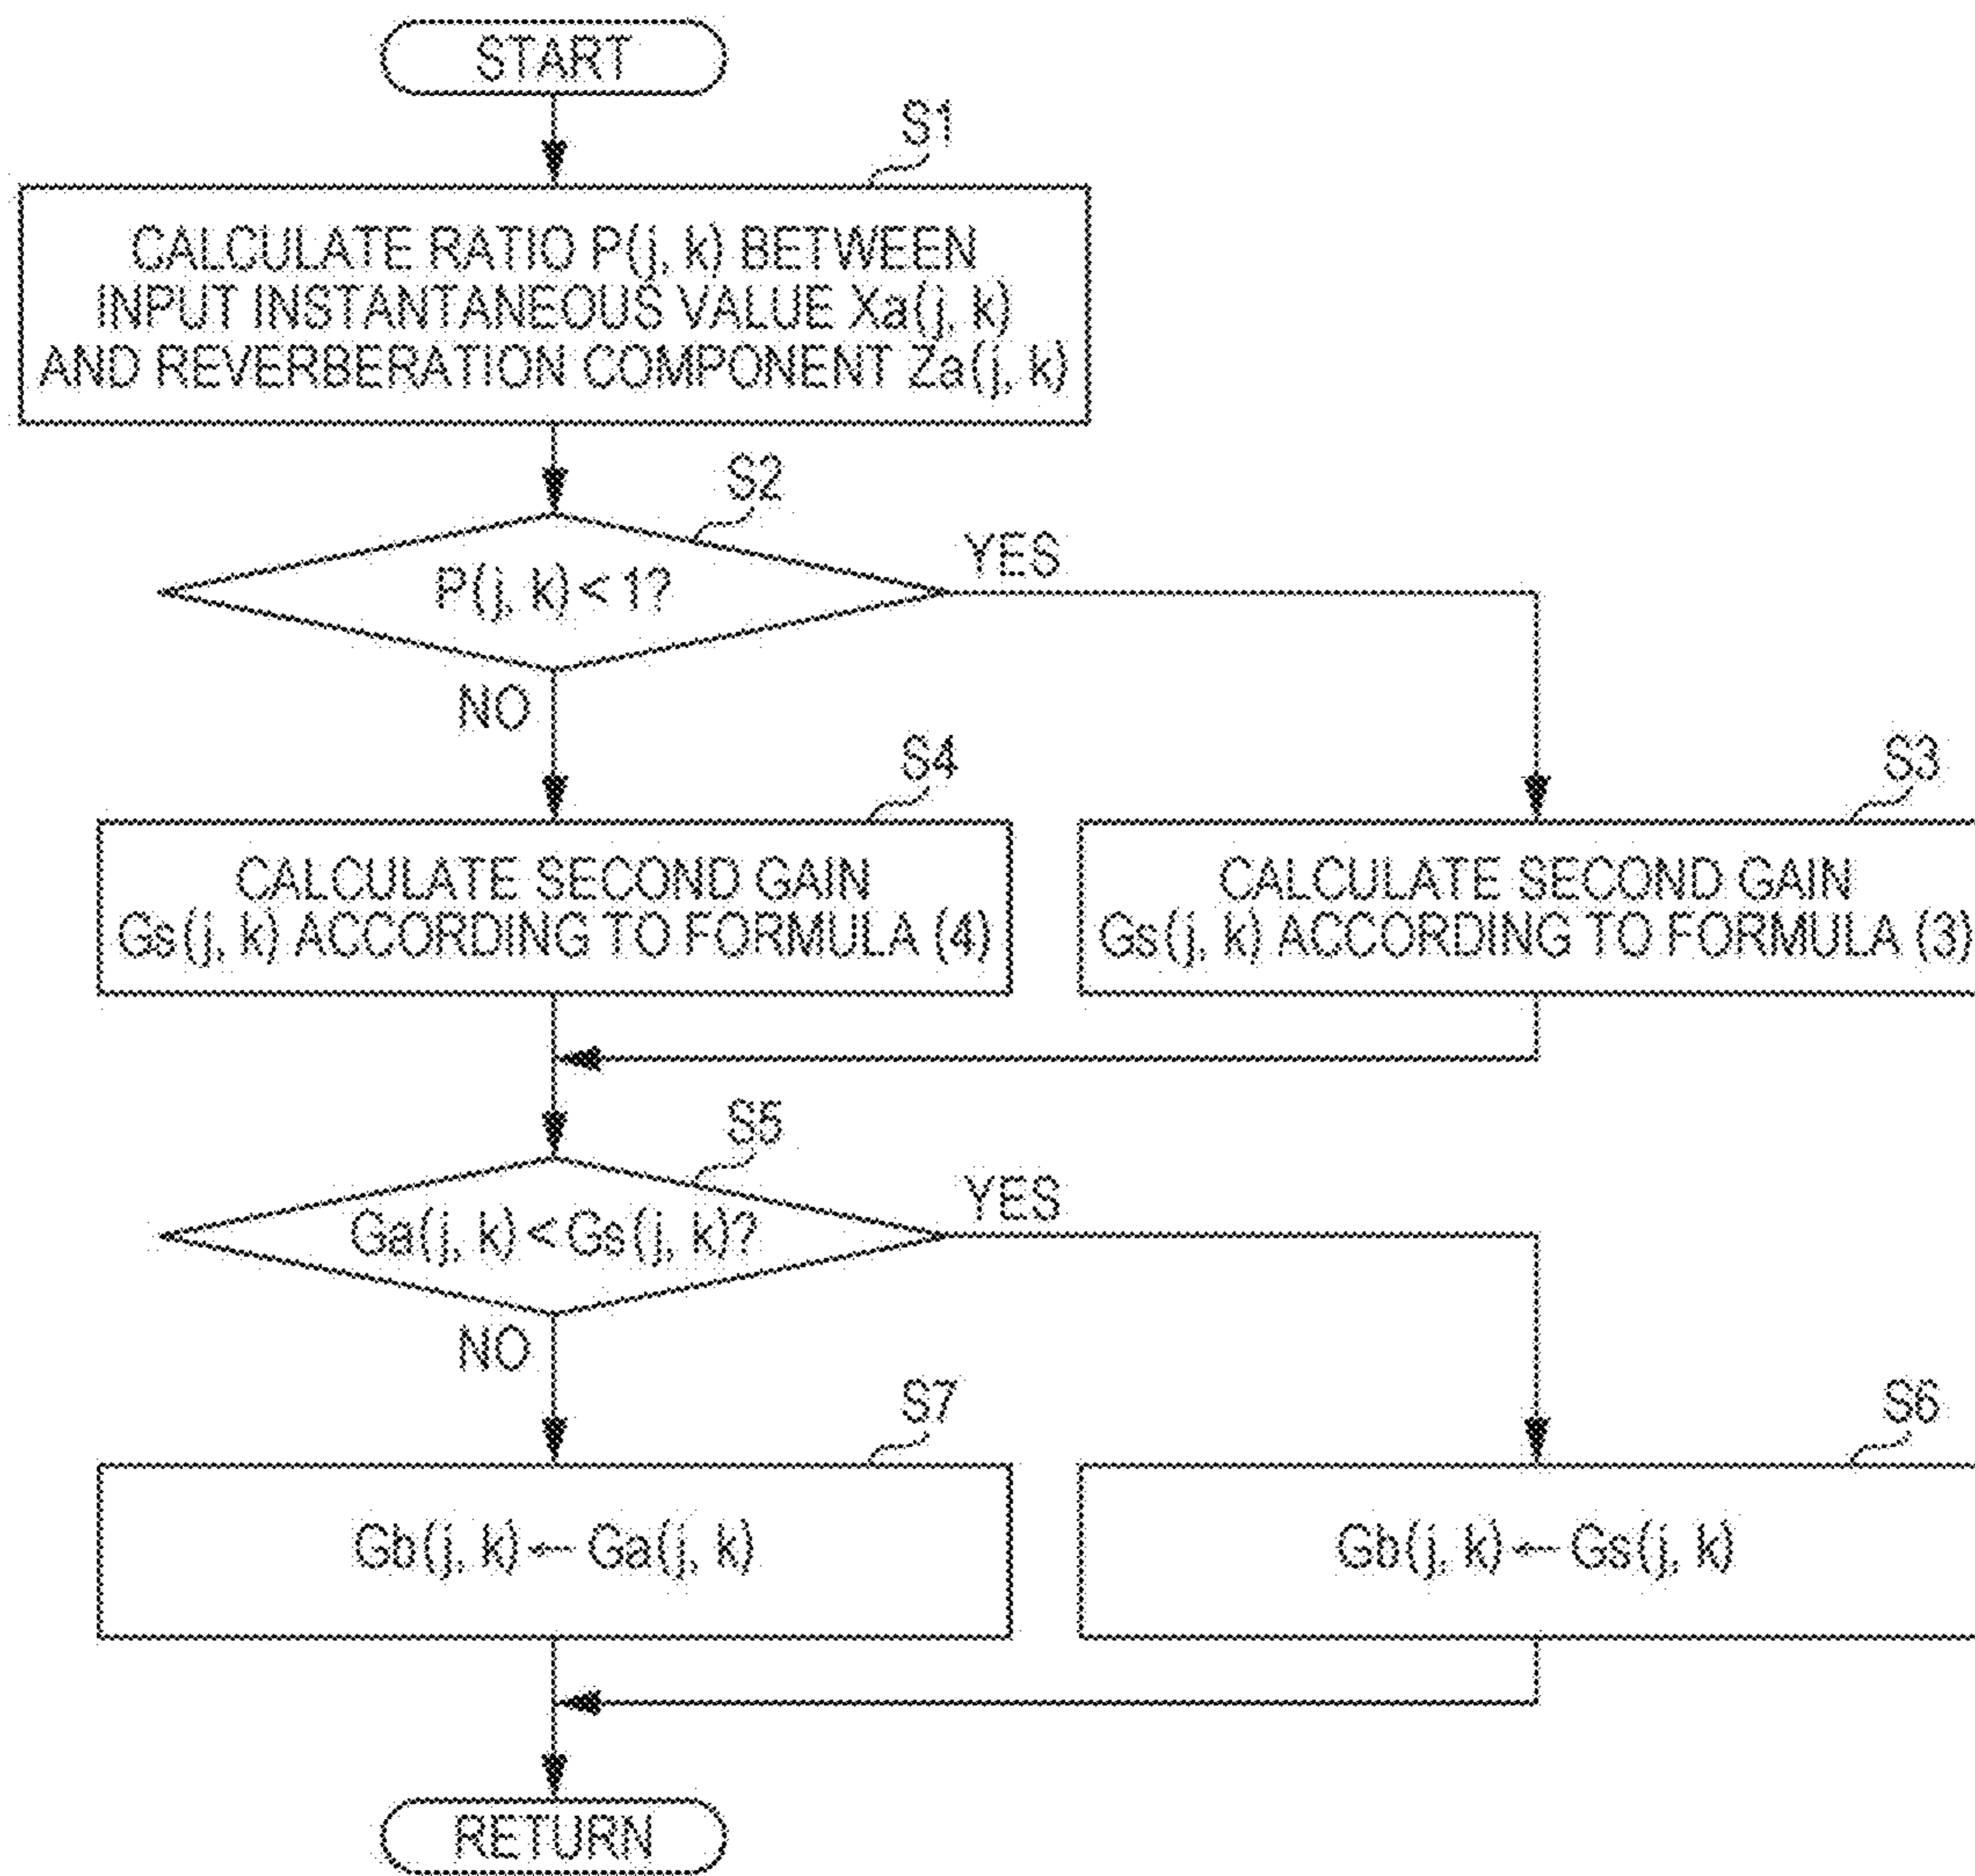 START
S1
CALCULATE RATIO P(j, k) BETWEEN
INPUT INSTANTANEOUS VALUE Xa(j, k)
AND REVERBERATION COMPONENT Za(j, k)
S2
P(j, k) < 1?
YES
NO
S4
CALCULATE SECOND GAIN
Gs(j, k) ACCORDING TO FORMULA (4)
S3
CALCULATE SECOND GAIN
Gs(j, k) ACCORDING TO FORMULA (3)
S5
Ga(j, k) < Gs(j, k)?
YES
NO
S7
Gb(j, k) ← Ga(j, k)
S6
Gb(j, k) ← Gs(j, k)
RETURN